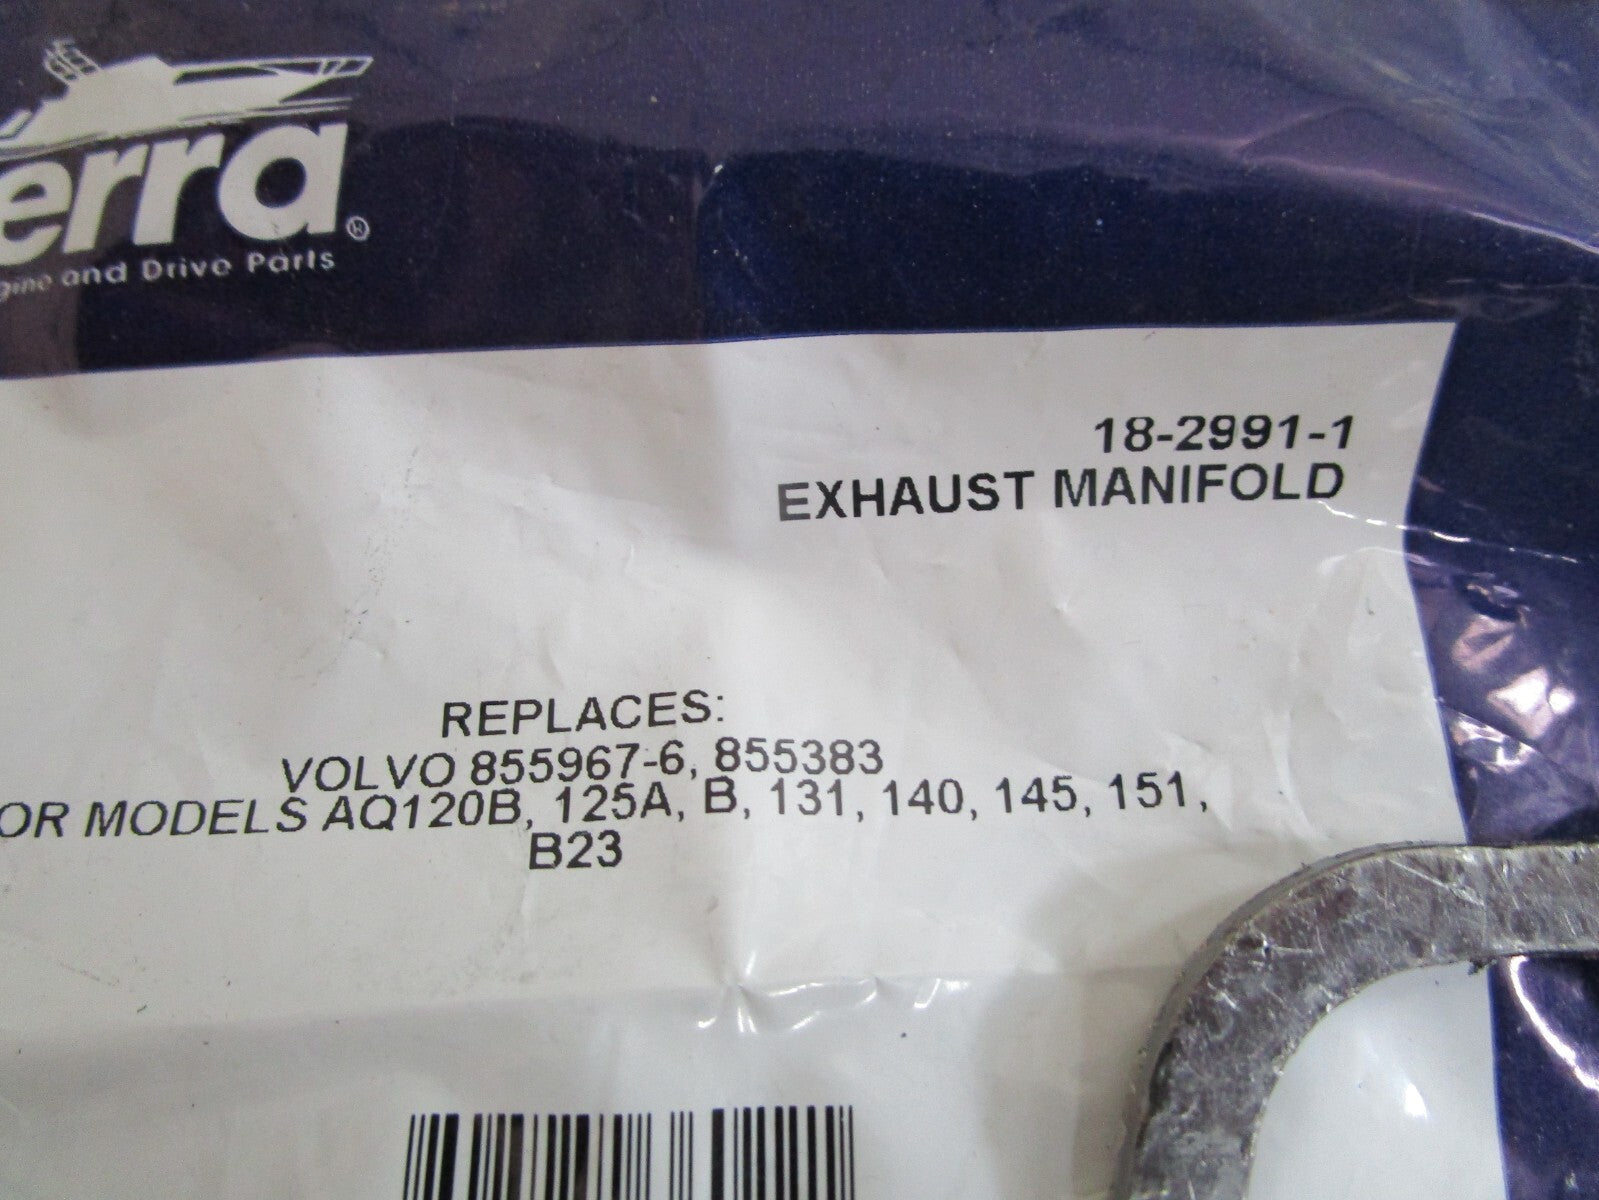 erra®
gine and Drive Parts
18-2991-1
EXHAUST MANIFOLD
REPLACES:
VOLVO 855967-6, 855383
OR MODELS AQ120B, 125A, B, 131, 140, 145, 151,
B23